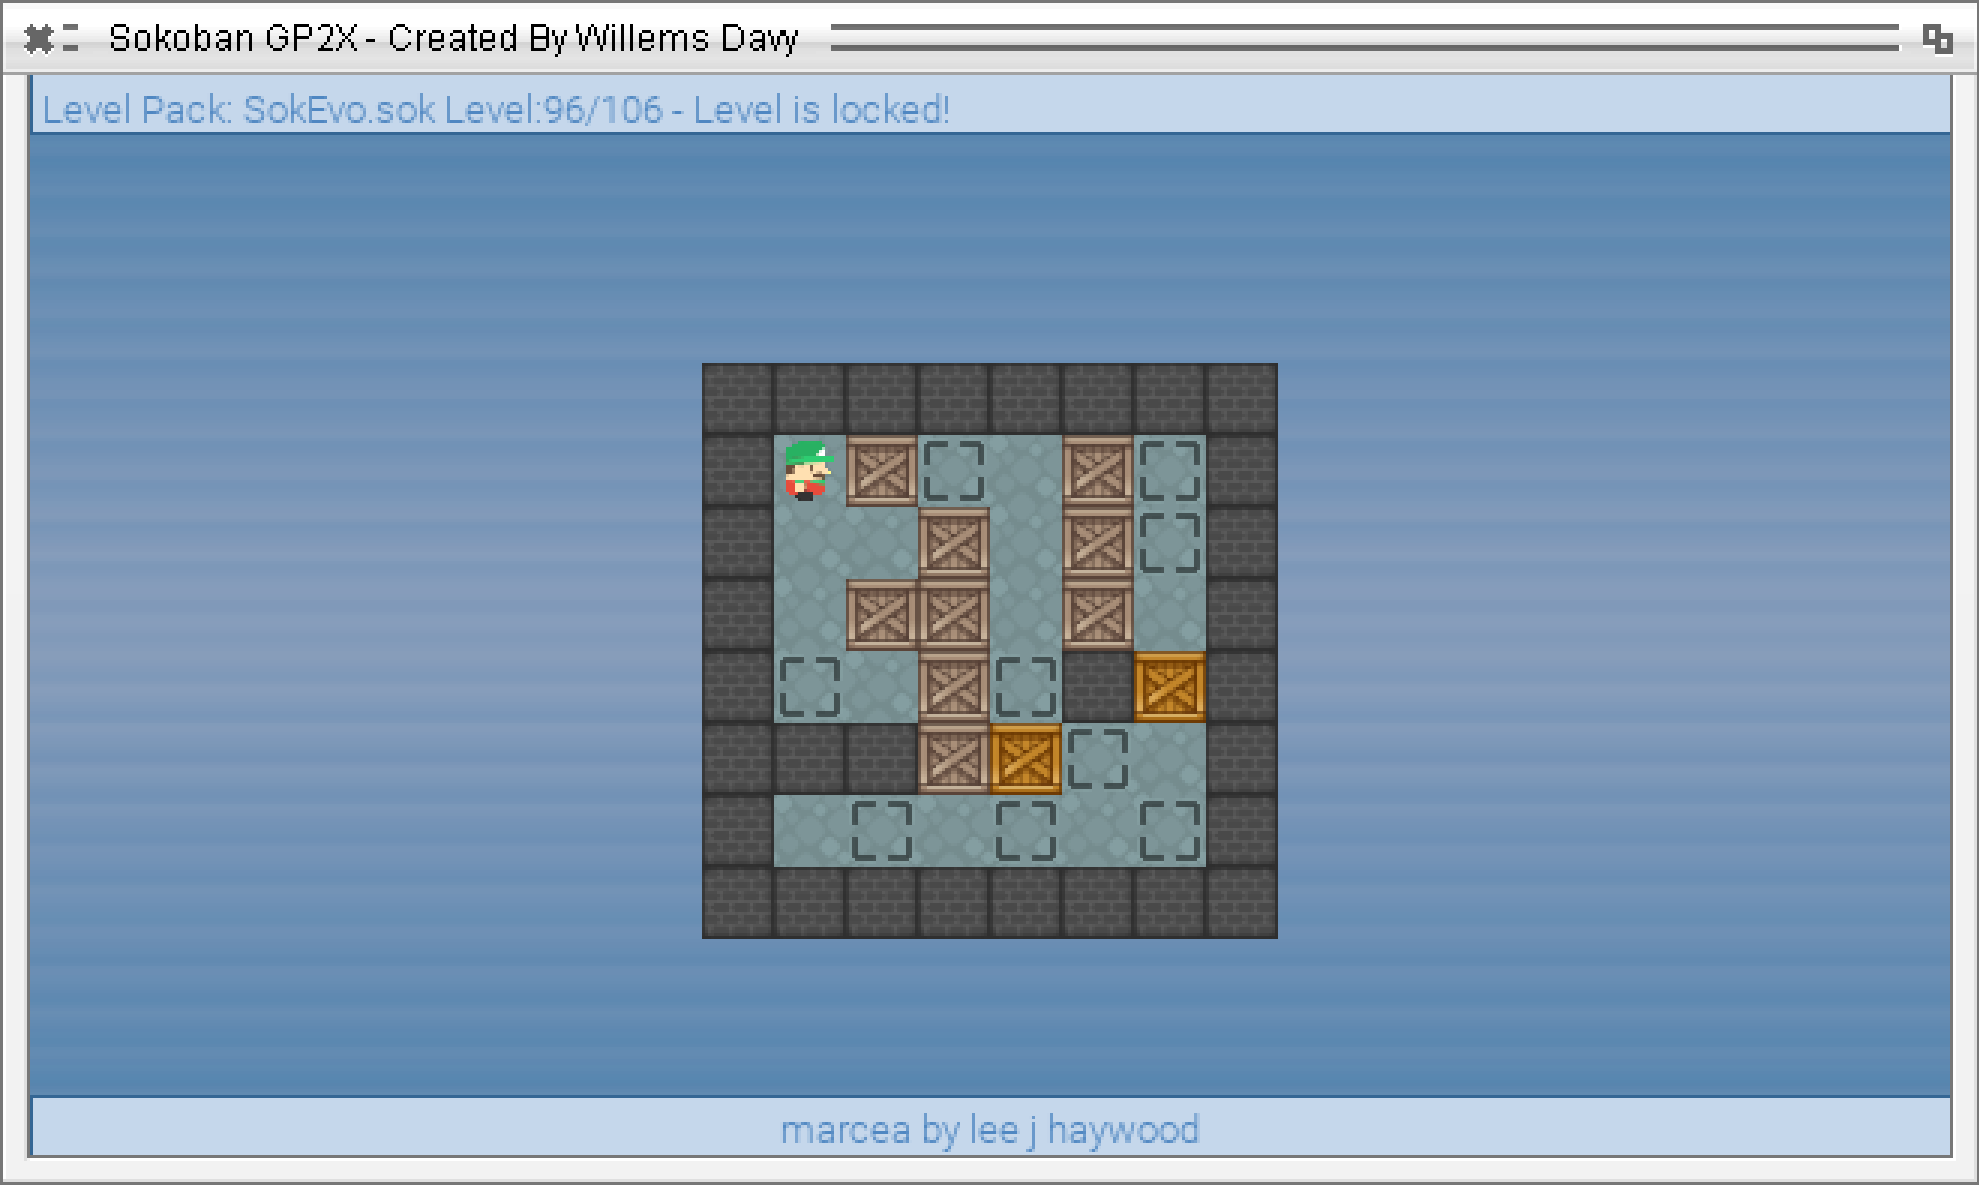 Sokoban GP2X - Created By Willems Davy
Level Pack: SokEvo.sok Level:96/106 - Level is locked!
marcea by lee j haywood